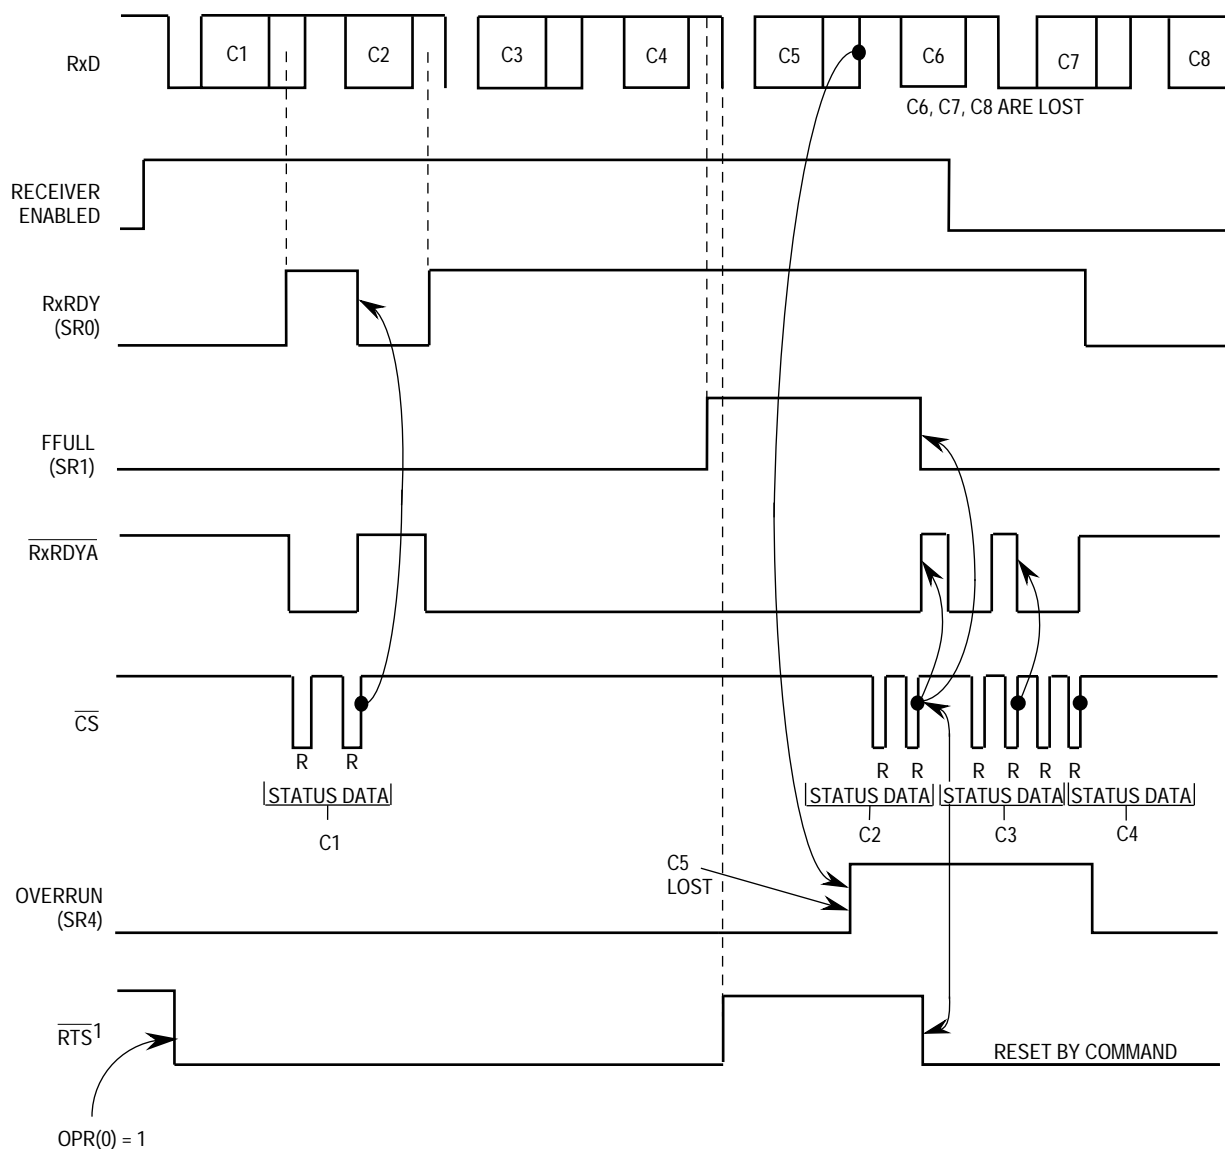 C1 C2 C3 C4 C5 C6 C7 C8
RxD
C6, C7, C8 ARE LOST
RECEIVER
ENABLED
RxRDY
(SR0)
FFULL
(SR1)
RxRDYA
CS
R R R R R R R R
STATUS DATA STATUS DATA STATUS DATA STATUS DATA
C1 C2 C3 C4
C5
LOST
OVERRUN
(SR4)
RTS1
RESET BY COMMAND
OPR(0) = 1